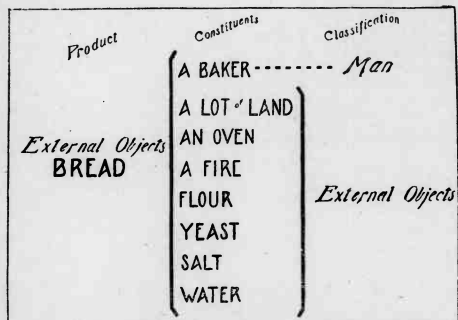 Product Constituents Classification
A BAKER -------- Man
A LOT of LAND
AN OVEN
External Objects
BREAD
A FIRE
FLOUR
External Objects
YEAST
SALT
WATER